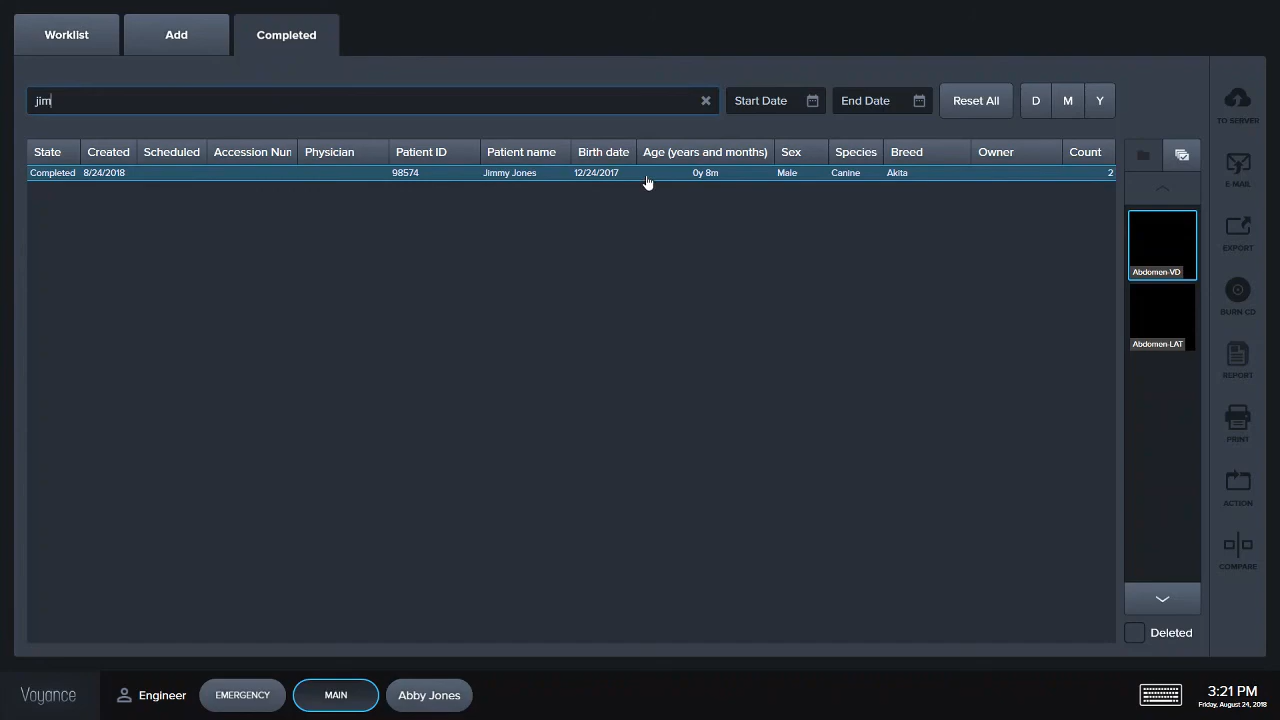 Worklist Add Completed
jim Start Date End Date Reset All D M Y
TO SERVER
State Created Scheduled Accession Num Physician Patient ID Patient name Birth date Age (years and months) Sex Species Breed Owner Count
Completed 8/24/2018 98574 Jimmy Jones 12/24/2017 0y 8m Male Canine Akita 2
E-MAIL
EXPORT
Abdomen-VD
BURN CD
Abdomen-LAT
REPORT
PRINT
ACTION
COMPARE
Deleted
Voyance Engineer EMERGENCY MAIN Abby Jones 3:21 PM
Friday, August 24, 2018